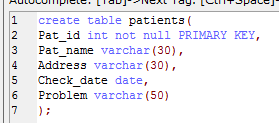 Autocomplete: [Tab]->Next Tag: [Ctrl+Space]-
1 create table patients(
2 Pat_id int not null PRIMARY KEY,
3 Pat_name varchar(30),
4 Address varchar(30),
5 Check_date date,
6 Problem varchar(50)
7 );